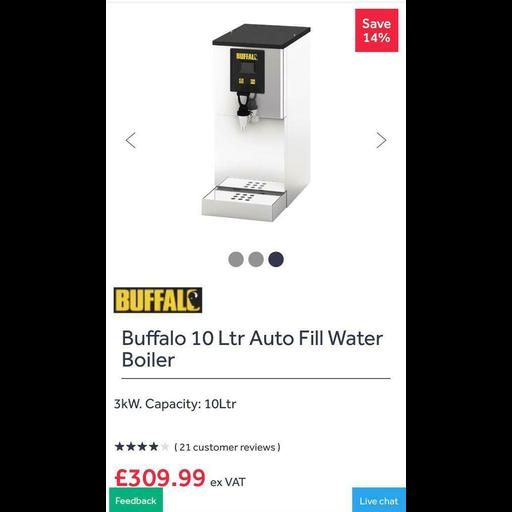 Save
14%
BUFFALO
BUFFALO
Buffalo 10 Ltr Auto Fill Water
Boiler
3kW. Capacity: 10Ltr
( 21 customer reviews )
£309.99 ex VAT
Feedback
Live chat